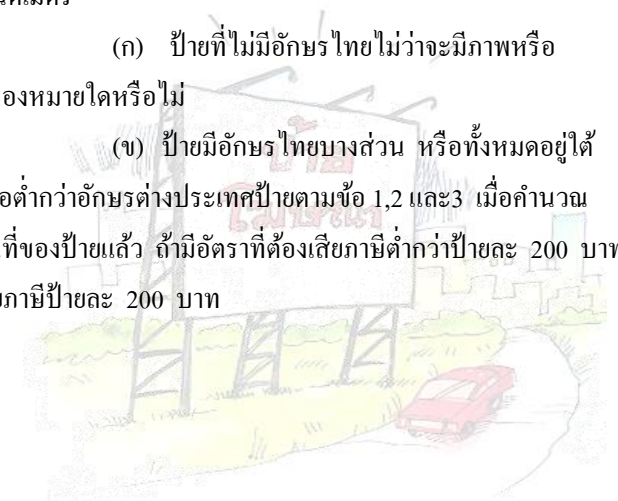 (ก) ป้ายที่ไม่มีอักษรไทยไม่ว่าจะมีภาพหรือ
องหมายใดหรือไม่
(ข) ป้ายมีอักษรไทยบางส่วน หรือทั้งหมดอยู่ใต้
อต่ำกว่าอักษรต่างประเทศป้ายตามข้อ 1,2 และ3 เมื่อคำนวณ
ที่ของป้ายแล้ว ถ้ามีอัตราที่ต้องเสียภาษีต่ำกว่าป้ายละ 200 บาท
ภาษีป้ายละ 200 บาท
ป้าย
โฆษณา